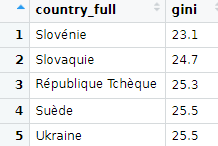 country_full gini
1 Slovénie 23.1
2 Slovaquie 24.7
3 République Tchèque 25.3
4 Suède 25.5
5 Ukraine 25.5